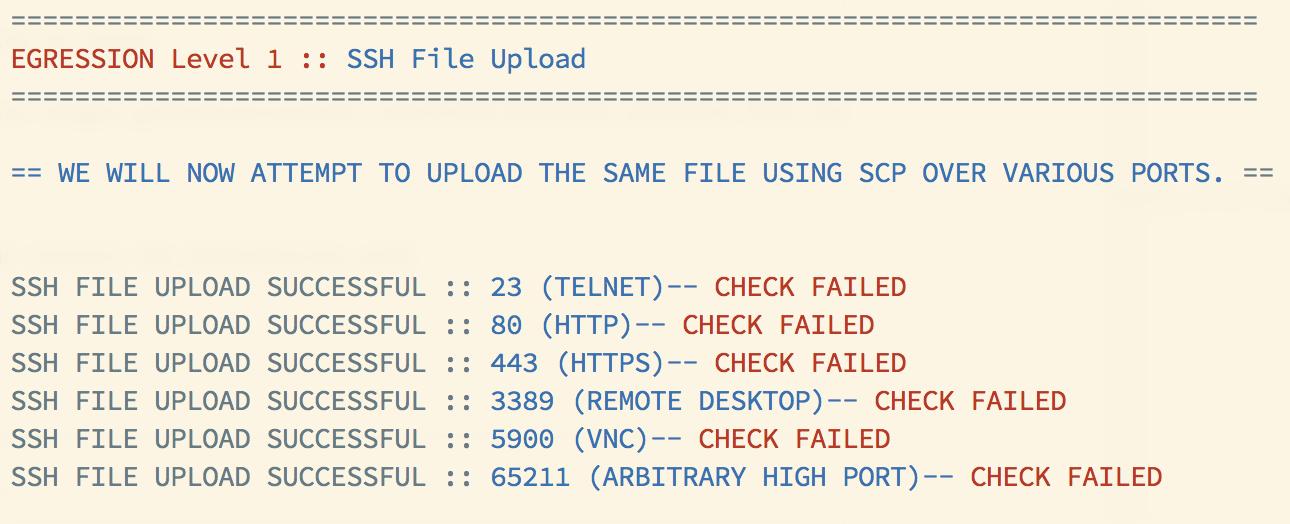 ==============================================================================
EGRESSION Level 1 :: SSH File Upload
==============================================================================
== WE WILL NOW ATTEMPT TO UPLOAD THE SAME FILE USING SCP OVER VARIOUS PORTS. ==
SSH FILE UPLOAD SUCCESSFUL :: 23 (TELNET)-- CHECK FAILED
SSH FILE UPLOAD SUCCESSFUL :: 80 (HTTP)-- CHECK FAILED
SSH FILE UPLOAD SUCCESSFUL :: 443 (HTTPS)-- CHECK FAILED
SSH FILE UPLOAD SUCCESSFUL :: 3389 (REMOTE DESKTOP)-- CHECK FAILED
SSH FILE UPLOAD SUCCESSFUL :: 5900 (VNC)-- CHECK FAILED
SSH FILE UPLOAD SUCCESSFUL :: 65211 (ARBITRARY HIGH PORT)-- CHECK FAILED